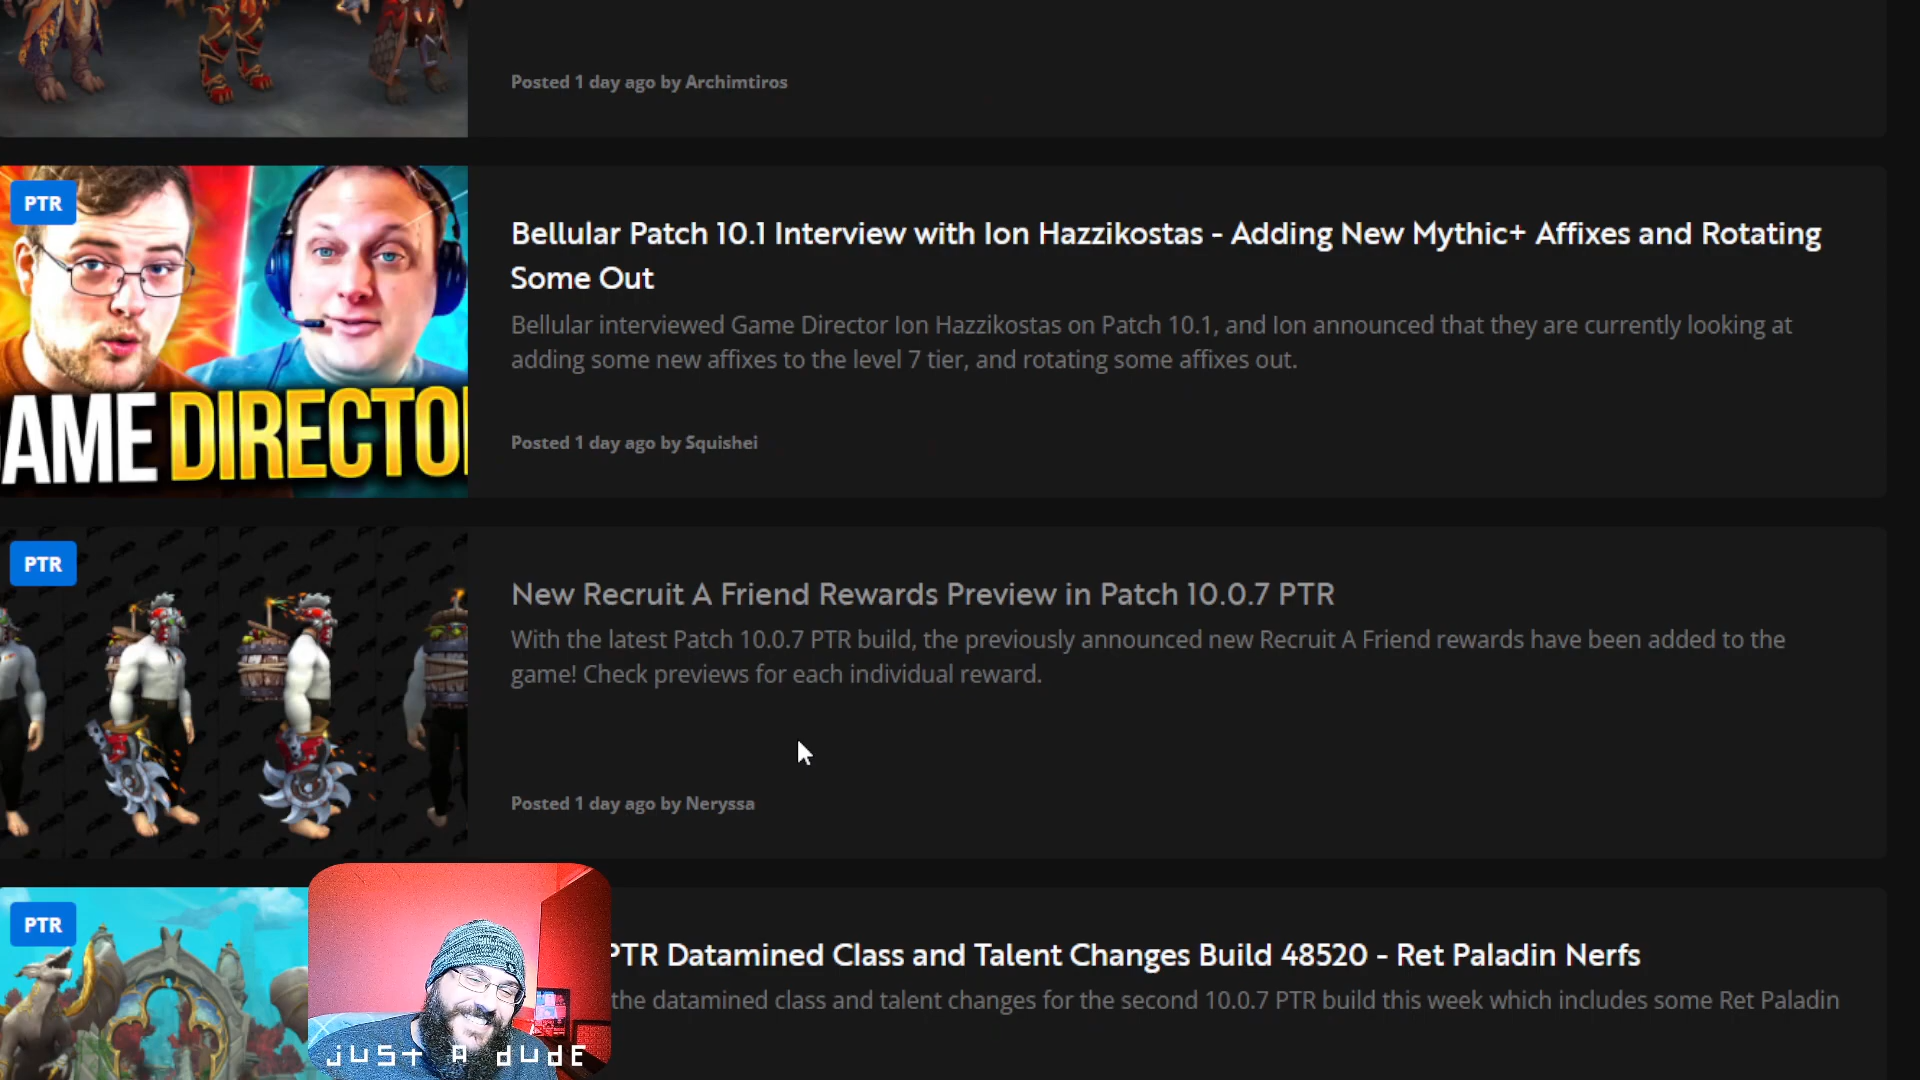 Posted 1 day ago by Archimtiros
PTR
AME DIRECTO
Bellular Patch 10.1 Interview with Ion Hazzikostas - Adding New Mythic+ Affixes and Rotating
Some Out
Bellular interviewed Game Director Ion Hazzikostas on Patch 10.1, and Ion announced that they are currently looking at
adding some new affixes to the level 7 tier, and rotating some affixes out.
Posted 1 day ago by Squishei
PTR
New Recruit A Friend Rewards Preview in Patch 10.0.7 PTR
With the latest Patch 10.0.7 PTR build, the previously announced new Recruit A Friend rewards have been added to the
game! Check previews for each individual reward.
Posted 1 day ago by Neryssa
PTR
PTR Datamined Class and Talent Changes Build 48520 - Ret Paladin Nerfs
the datamined class and talent changes for the second 10.0.7 PTR build this week which includes some Ret Paladin
juSt A dudE